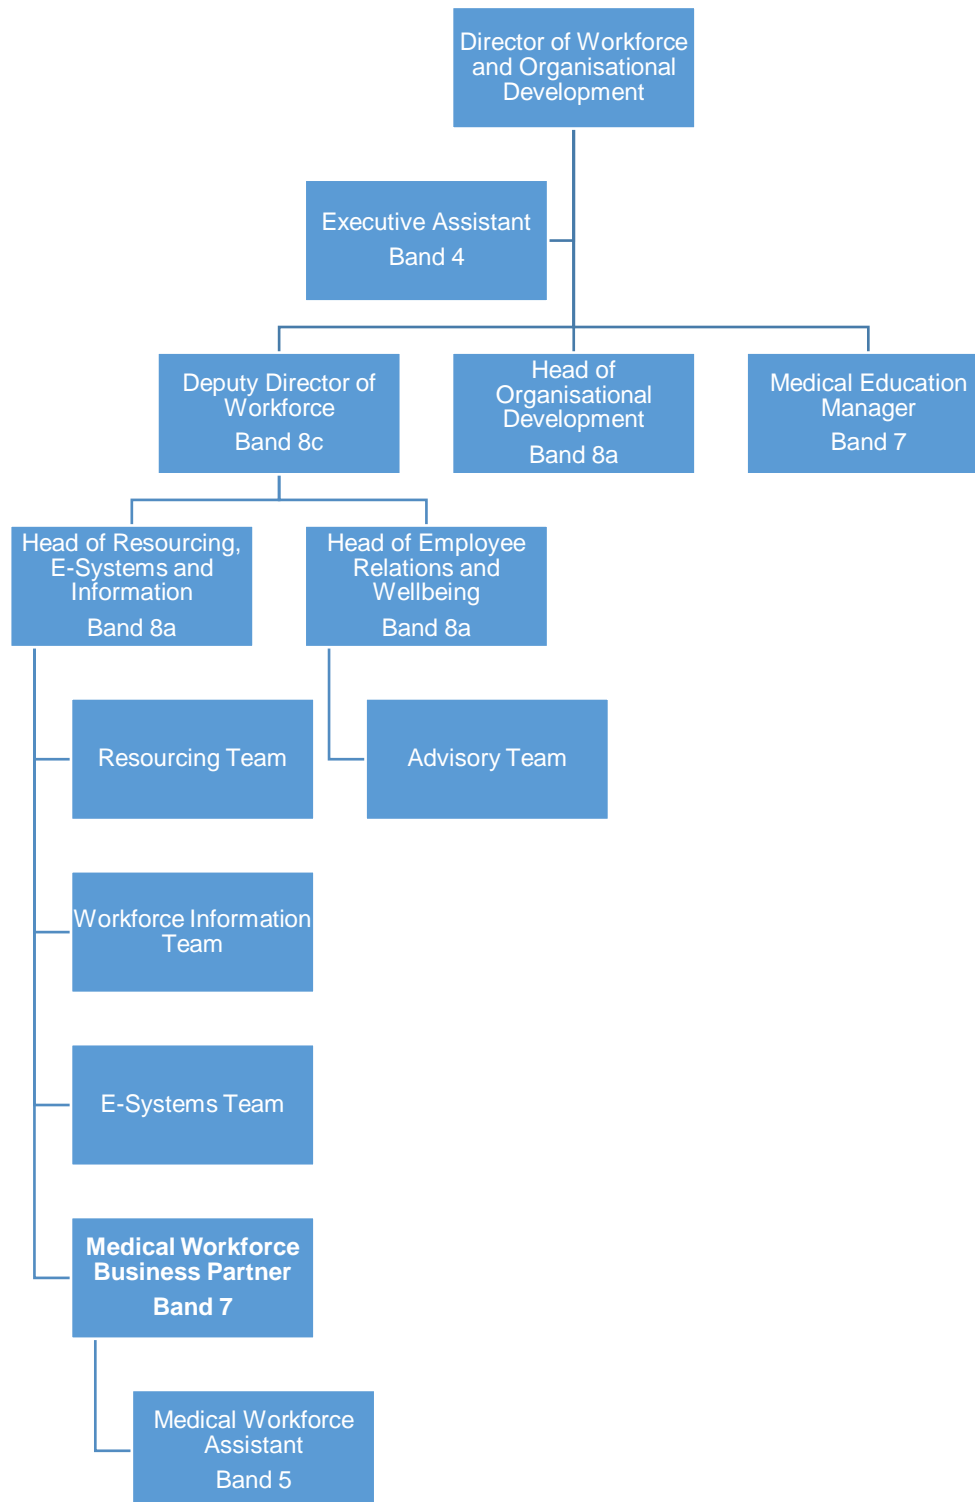 Director of Workforce
and Organisational
Development
Executive Assistant
Band 4
Deputy Director of
Workforce
Band 8c
Head of
Organisational
Development
Band 8a
Medical Education
Manager
Band 7
Head of Resourcing,
E-Systems and
Information
Band 8a
Head of Employee
Relations and
Wellbeing
Band 8a
Resourcing Team
Advisory Team
Workforce Information
Team
E-Systems Team
Medical Workforce
Business Partner
Band 7
Medical Workforce
Assistant
Band 5